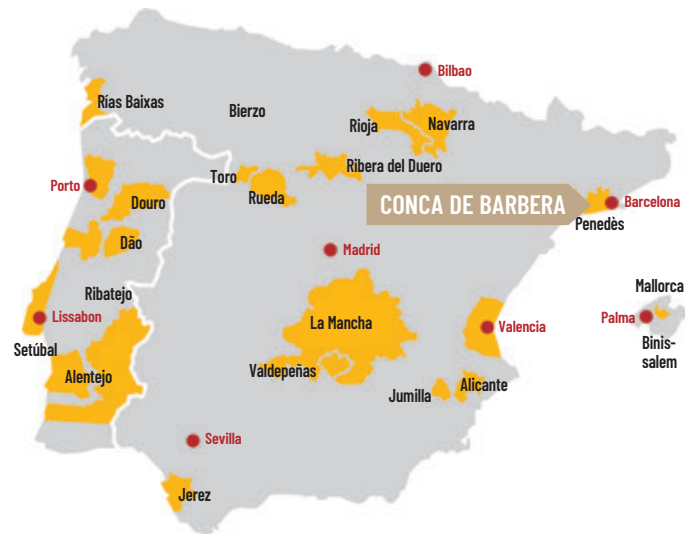 Bilbao
Rías Baixas
Bierzo
Rioja
Navarra
Ribera del Duero
Toro
Rueda
Porto
Douro
CONCA DE BARBERA
Barcelona
Penedès
Dão
Madrid
Ribatejo
Mallorca
Lissabon
La Mancha
Valencia
Palma
Binis-
salem
Setúbal
Alentejo
Valdepeñas
Jumilla
Alicante
Sevilla
Jerez